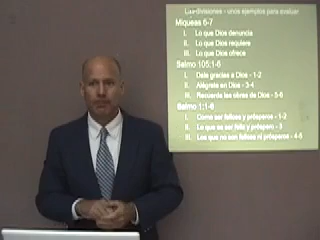 Las divisiones - unos ejemplos para evaluar
Miqueas 6-7
I. Lo que Dios denuncia
II. Lo que Dios requiere
III. Lo que Dios ofrece
Salmo 105:1-6
I. Dale gracias a Dios - 1-2
II. Alégrate en Dios - 3-4
III. Recuerda las obras de Dios - 5-6
Salmo 1:1-6
I. Cómo ser felices y prósperos - 1-2
II. Lo que es ser feliz y próspero - 3
III. Los que no son felices ni prósperos - 4-6